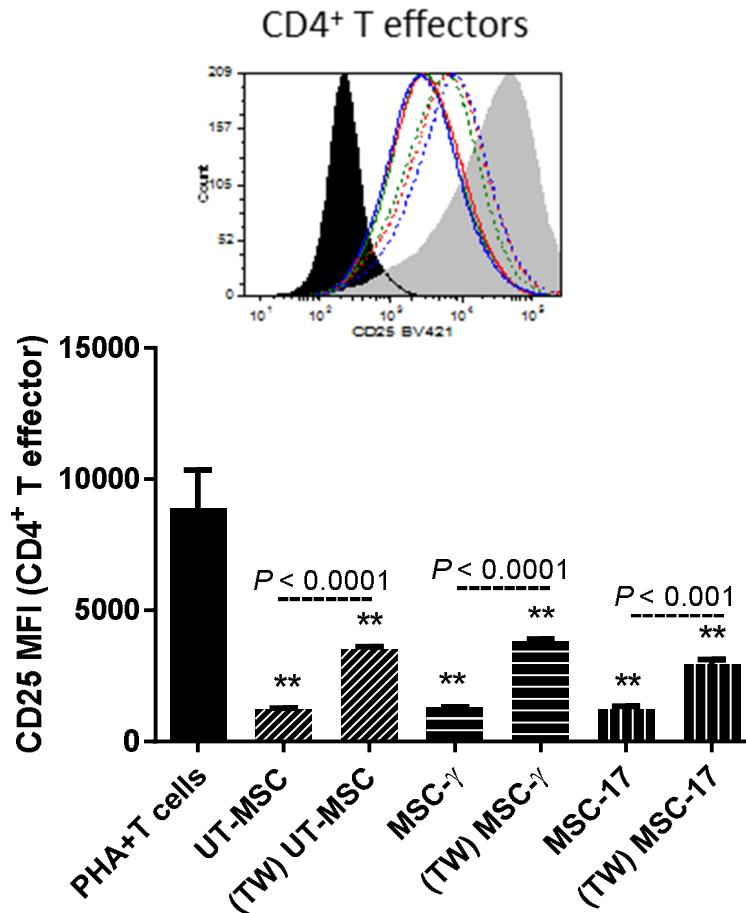 CD4⁺ T effectors
209
157
105
52
0
Count
10¹ 10² 10³ 10⁴ 10⁵
CD25 BV421
15000
10000
5000
0
CD25 MFI (CD4⁺ T effector)
P < 0.0001
P < 0.0001
P < 0.001
** ** ** ** ** **
PHA+T cells
UT-MSC
(TW) UT-MSC
MSC-γ
(TW) MSC-γ
MSC-17
(TW) MSC-17